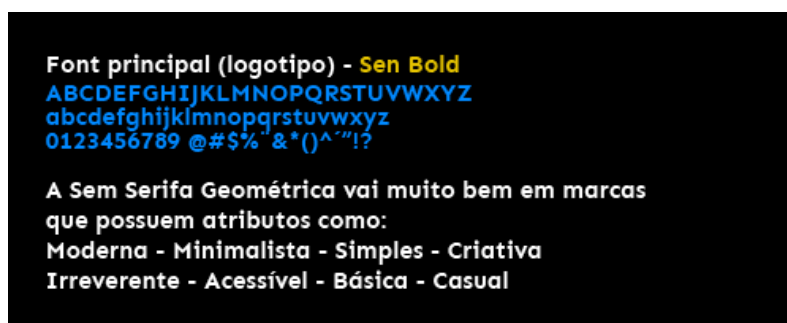 Font principal (logotipo) - Sen Bold
ABCDEFGHIJKLMNOPQRSTUVWXYZ
abcdefghijklmnopqrstuvwxyz
0123456789 @#$%¨&*()^´"!?
A Sem Serifa Geométrica vai muito bem em marcas
que possuem atributos como:
Moderna - Minimalista - Simples - Criativa
Irreverente - Acessível - Básica - Casual